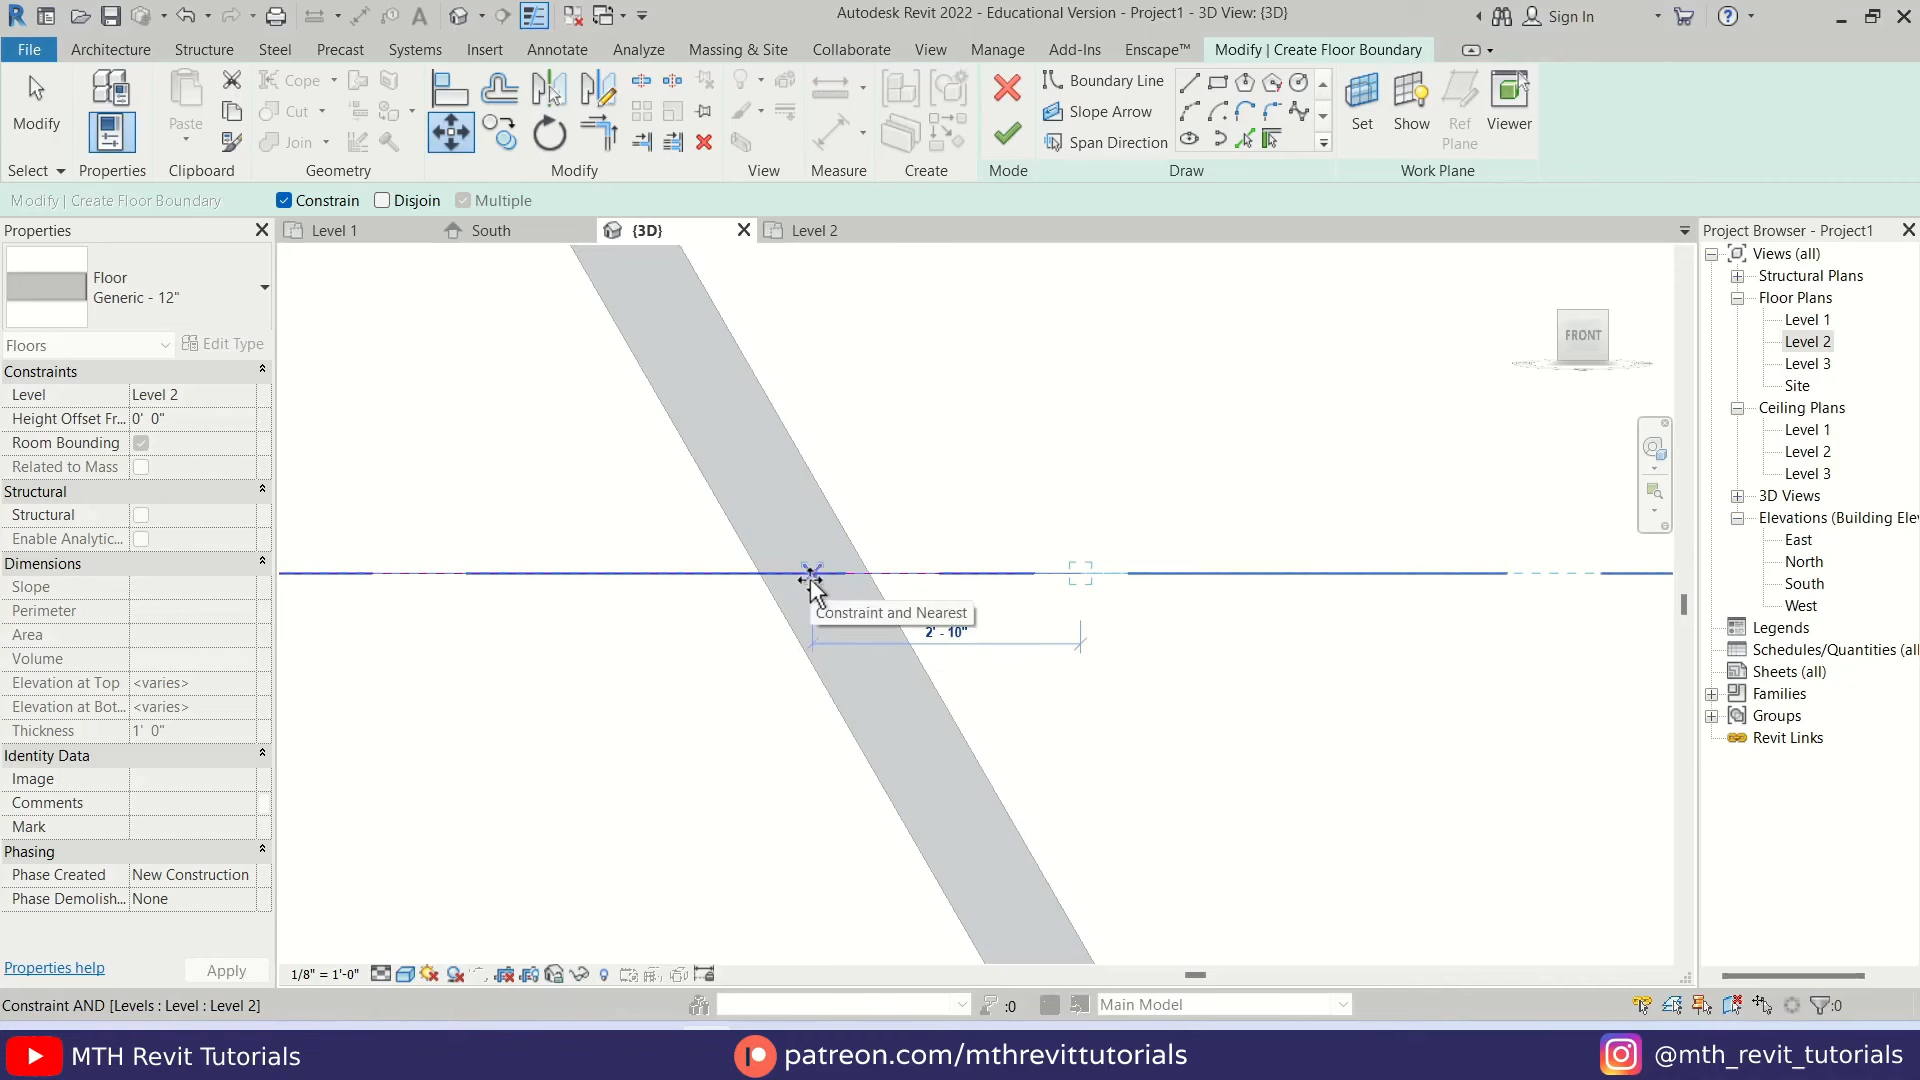 Autodesk Revit 2022 - Educational Version - Project1 - 3D View: {3D}
Sign In
File Architecture Structure Steel Precast Systems Insert Annotate Analyze Massing & Site Collaborate View Manage Add-Ins Enscape™ Modify | Create Floor Boundary
Modify
Paste
Cope
Cut
Join
Boundary Line
Slope Arrow
Span Direction
Set Show Ref Plane Viewer
Select Properties Clipboard Geometry Modify View Measure Create Mode Draw Work Plane
Modify | Create Floor Boundary Constrain Disjoin Multiple
Properties
Level 1 South {3D} Level 2
Project Browser - Project1
Floor
Generic - 12"
Floors Edit Type
Constraints
Level Level 2
Height Offset Fr... 0' 0"
Room Bounding
Related to Mass
Structural
Structural
Enable Analytic...
Dimensions
Slope
Perimeter
Area
Volume
Elevation at Top <varies>
Elevation at Bot... <varies>
Thickness 1' 0"
Identity Data
Image
Comments
Mark
Phasing
Phase Created New Construction
Phase Demolish... None
Properties help Apply
FRONT
Constraint and Nearest
2' - 10"
Views (all)
Structural Plans
Floor Plans
Level 1
Level 2
Level 3
Site
Ceiling Plans
Level 1
Level 2
Level 3
3D Views
Elevations (Building Ele
East
North
South
West
Legends
Schedules/Quantities (all
Sheets (all)
Families
Groups
Revit Links
1/8" = 1'-0"
Constraint AND [Levels : Level : Level 2]
:0
Main Model
:0
MTH Revit Tutorials
patreon.com/mthrevittutorials
@mth_revit_tutorials